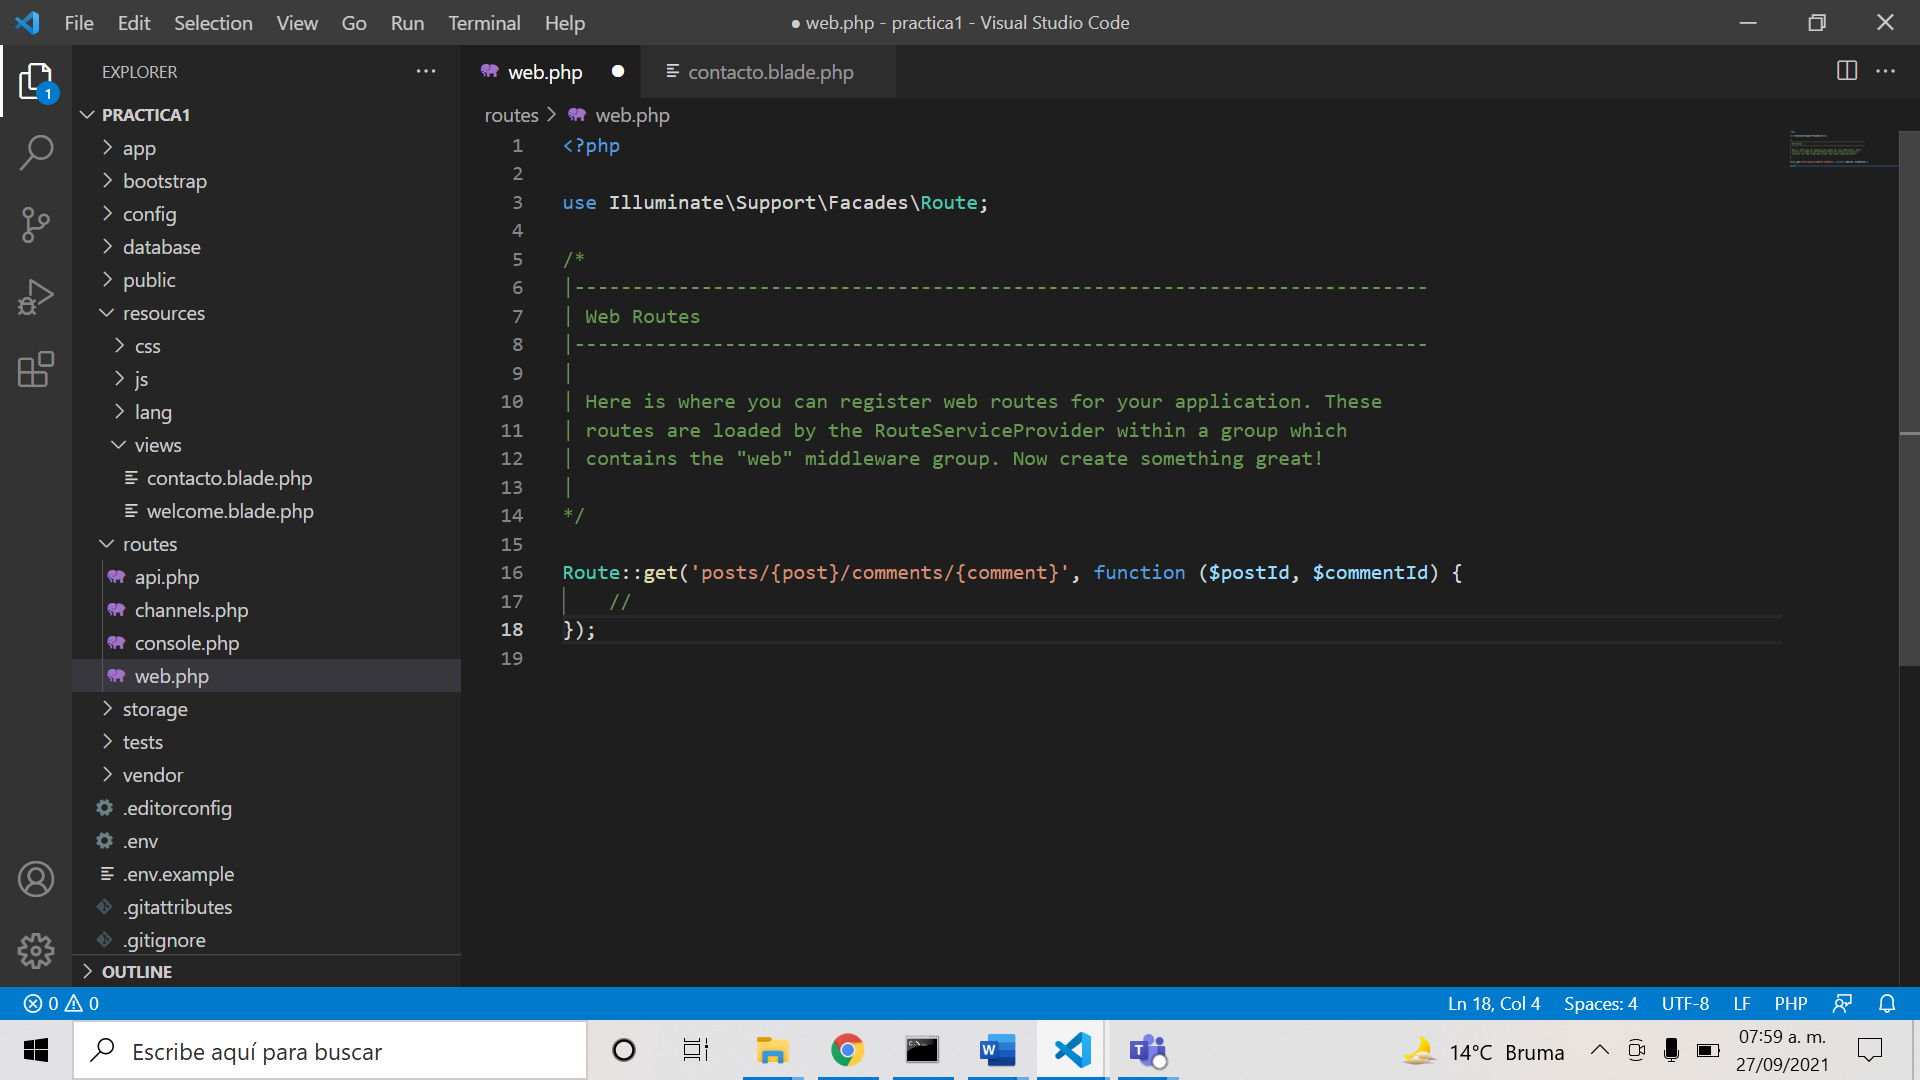 File Edit Selection View Go Run Terminal Help
● web.php - practica1 - Visual Studio Code
EXPLORER
1
PRACTICA1
app
bootstrap
config
database
public
resources
css
js
lang
views
contacto.blade.php
welcome.blade.php
routes
api.php
channels.php
console.php
web.php
storage
tests
vendor
.editorconfig
.env
.env.example
.gitattributes
.gitignore
OUTLINE
web.php
contacto.blade.php
routes > web.php
1 <?php
2
3 use Illuminate\Support\Facades\Route;
4
5 /*
6 |--------------------------------------------------------------------------
7 | Web Routes
8 |--------------------------------------------------------------------------
9 |
10 | Here is where you can register web routes for your application. These
11 | routes are loaded by the RouteServiceProvider within a group which
12 | contains the "web" middleware group. Now create something great!
13 |
14 */
15
16 Route::get('posts/{post}/comments/{comment}', function ($postId, $commentId) {
17 //
18 });
19
0 0
Ln 18, Col 4 Spaces: 4 UTF-8 LF PHP
Escribe aquí para buscar
14°C Bruma
07:59 a. m.
27/09/2021